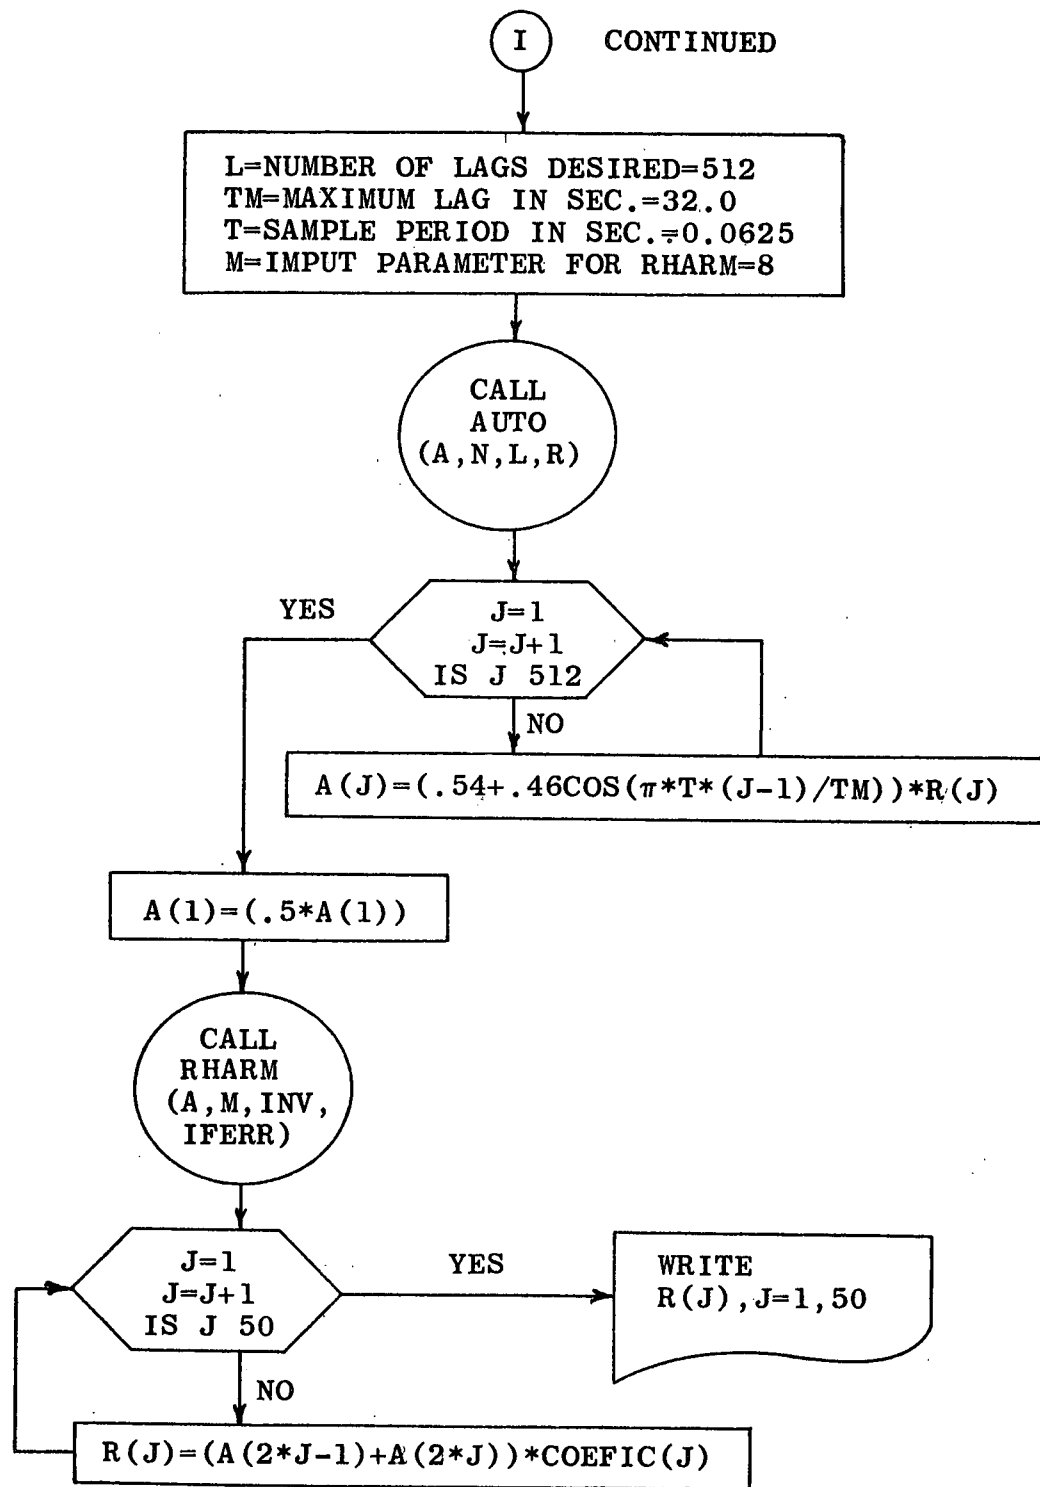 I CONTINUED
L=NUMBER OF LAGS DESIRED=512
TM=MAXIMUM LAG IN SEC.=32.0
T=SAMPLE PERIOD IN SEC.=0.0625
M=IMPUT PARAMETER FOR RHARM=8
CALL
AUTO
(A,N,L,R)
YES
J=1
J=J+1
IS J 512
NO
A(J)=(.54+.46COS(π*T*(J-1)/TM))*R(J)
A(1)=(.5*A(1))
CALL
RHARM
(A,M,INV,
IFERR)
J=1
J=J+1
IS J 50
YES
WRITE
R(J),J=1,50
NO
R(J)=(A(2*J-1)+A(2*J))*COEFIC(J)